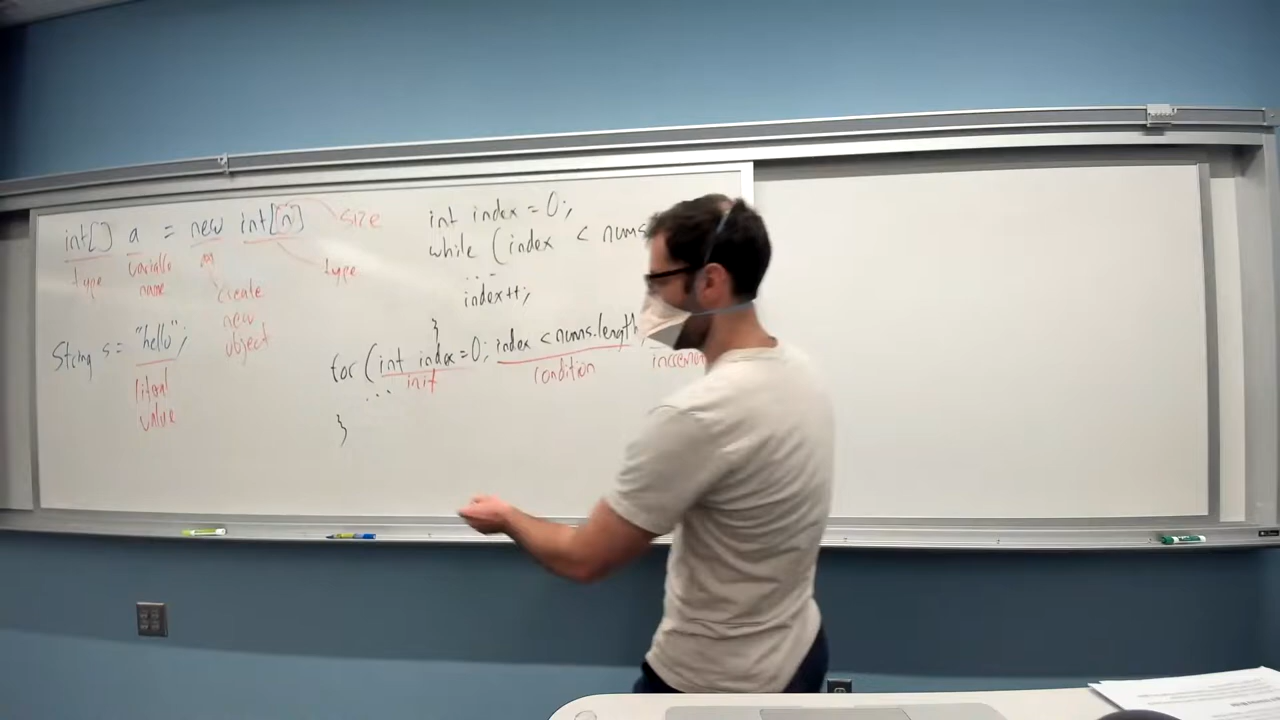 int[] a = new int[n] size
type variable name create new object type
String s = "hello";
literal
value
int index = 0;
while (index < nums
...
index++;
}
for (int index=0; index < nums.length;
init condition increment
...
}